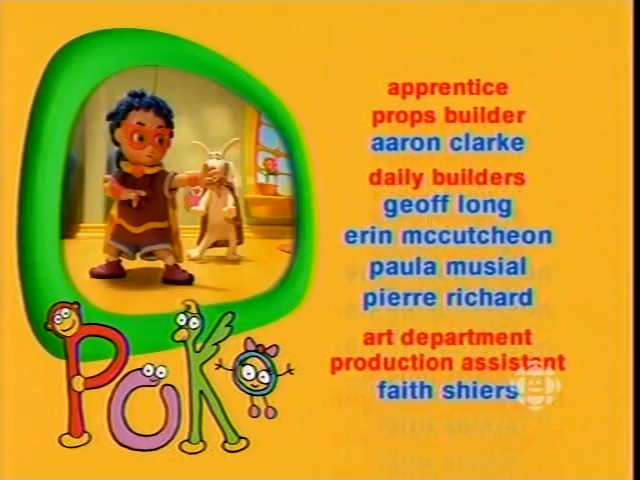 apprentice
props builder
aaron clarke
daily builders
geoff long
erin mccutcheon
paula musial
pierre richard
art department
production assistant
faith shiers
Poko